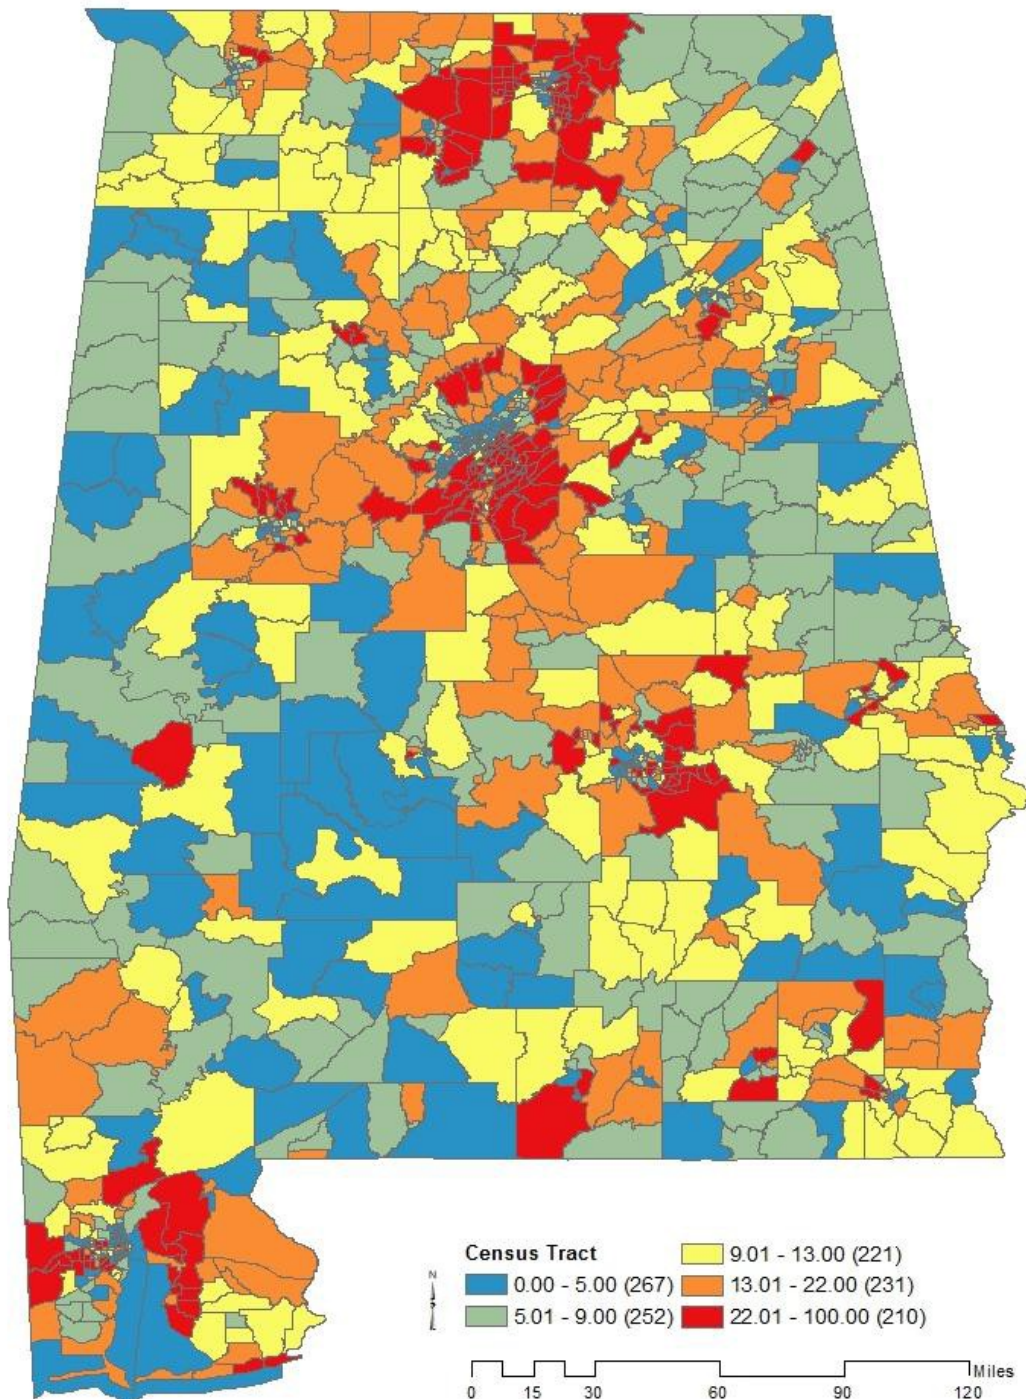 N
Census Tract
0.00 - 5.00 (267)
5.01 - 9.00 (252)
9.01 - 13.00 (221)
13.01 - 22.00 (231)
22.01 - 100.00 (210)
Miles
0 15 30 60 90 120